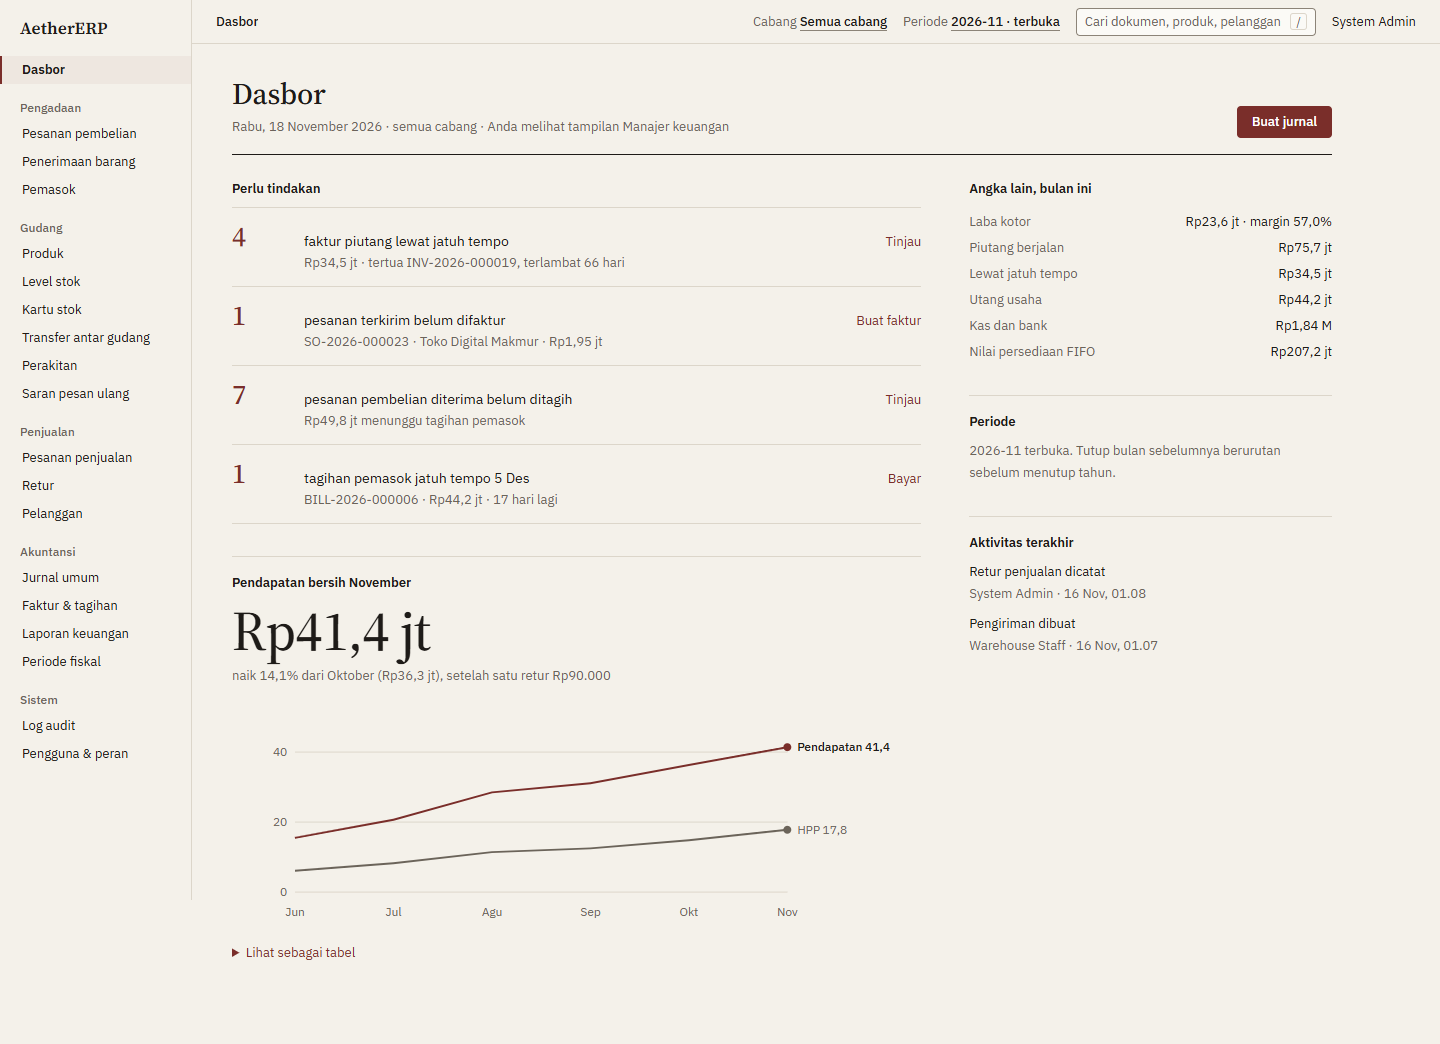 AetherERP
Dasbor
Pengadaan
Pesanan pembelian
Penerimaan barang
Pemasok
Gudang
Produk
Level stok
Kartu stok
Transfer antar gudang
Perakitan
Saran pesan ulang
Penjualan
Pesanan penjualan
Retur
Pelanggan
Akuntansi
Jurnal umum
Faktur & tagihan
Laporan keuangan
Periode fiskal
Sistem
Log audit
Pengguna & peran
Dasbor
Cabang Semua cabang
Periode 2026-11 · terbuka
Cari dokumen, produk, pelanggan /
System Admin
Dasbor
Rabu, 18 November 2026 · semua cabang · Anda melihat tampilan Manajer keuangan
Buat jurnal
Perlu tindakan
4 faktur piutang lewat jatuh tempo Tinjau
Rp34,5 jt · tertua INV-2026-000019, terlambat 66 hari
1 pesanan terkirim belum difaktur Buat faktur
SO-2026-000023 · Toko Digital Makmur · Rp1,95 jt
7 pesanan pembelian diterima belum ditagih Tinjau
Rp49,8 jt menunggu tagihan pemasok
1 tagihan pemasok jatuh tempo 5 Des Bayar
BILL-2026-000006 · Rp44,2 jt · 17 hari lagi
Pendapatan bersih November
Rp41,4 jt
naik 14,1% dari Oktober (Rp36,3 jt), setelah satu retur Rp90.000
40
20
0
Pendapatan 41,4
HPP 17,8
Jun Jul Agu Sep Okt Nov
▶ Lihat sebagai tabel
Angka lain, bulan ini
Laba kotor Rp23,6 jt · margin 57,0%
Piutang berjalan Rp75,7 jt
Lewat jatuh tempo Rp34,5 jt
Utang usaha Rp44,2 jt
Kas dan bank Rp1,84 M
Nilai persediaan FIFO Rp207,2 jt
Periode
2026-11 terbuka. Tutup bulan sebelumnya berurutan
sebelum menutup tahun.
Aktivitas terakhir
Retur penjualan dicatat
System Admin · 16 Nov, 01.08
Pengiriman dibuat
Warehouse Staff · 16 Nov, 01.07